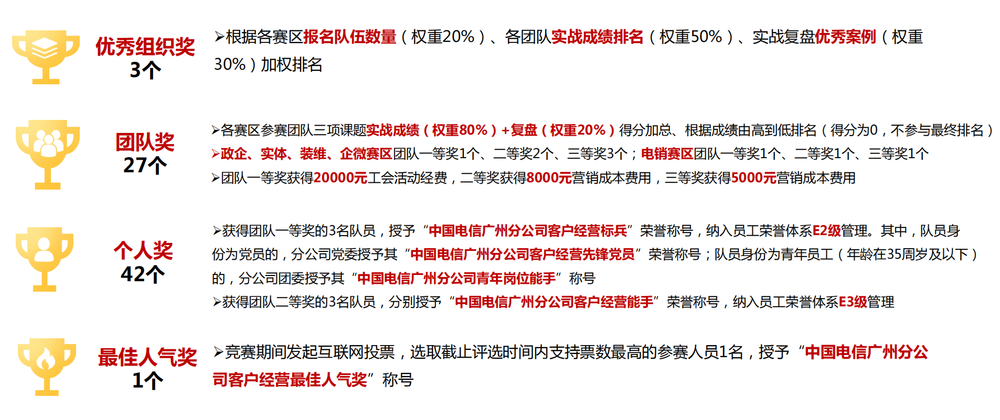 优秀组织奖
3个
➢根据各赛区报名队伍数量（权重20%）、各团队实战成绩排名（权重50%）、实战复盘优秀案例（权重
30%）加权排名
团队奖
27个
➢各赛区参赛团队三项课题实战成绩（权重80%）+复盘（权重20%）得分加总、根据成绩由高到低排名（得分为0，不参与最终排名）
➢政企、实体、装维、企微赛区团队一等奖1个、二等奖2个、三等奖3个；电销赛区团队一等奖1个、二等奖1个、三等奖1个
➢团队一等奖获得20000元工会活动经费，二等奖获得8000元营销成本费用，三等奖获得5000元营销成本费用
个人奖
42个
➢获得团队一等奖的3名队员，授予“中国电信广州分公司客户经营标兵”荣誉称号，纳入员工荣誉体系E2级管理。其中，队员身
份为党员的，分公司党委授予其“中国电信广州分公司客户经营先锋党员”荣誉称号；队员身份为青年员工（年龄在35周岁及以下）
的，分公司团委授予其“中国电信广州分公司青年岗位能手”称号
➢获得团队二等奖的3名队员，分别授予“中国电信广州分公司客户经营能手”荣誉称号，纳入员工荣誉体系E3级管理
最佳人气奖
1个
➢竞赛期间发起互联网投票，选取截止评选时间内支持票数最高的参赛人员1名，授予“中国电信广州分公
司客户经营最佳人气奖”称号